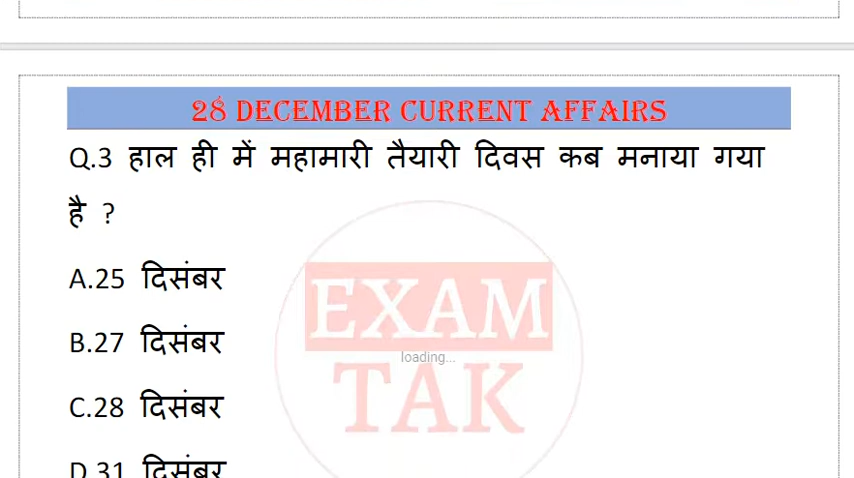 28 DECEMBER CURRENT AFFAIRS
Q.3 हाल ही में महामारी तैयारी दिवस कब मनाया गया
है ?
A.25 दिसंबर
EXAM
B.27 दिसंबर
loading...
TAK
C.28 दिसंबर
D.31 दिसंबर